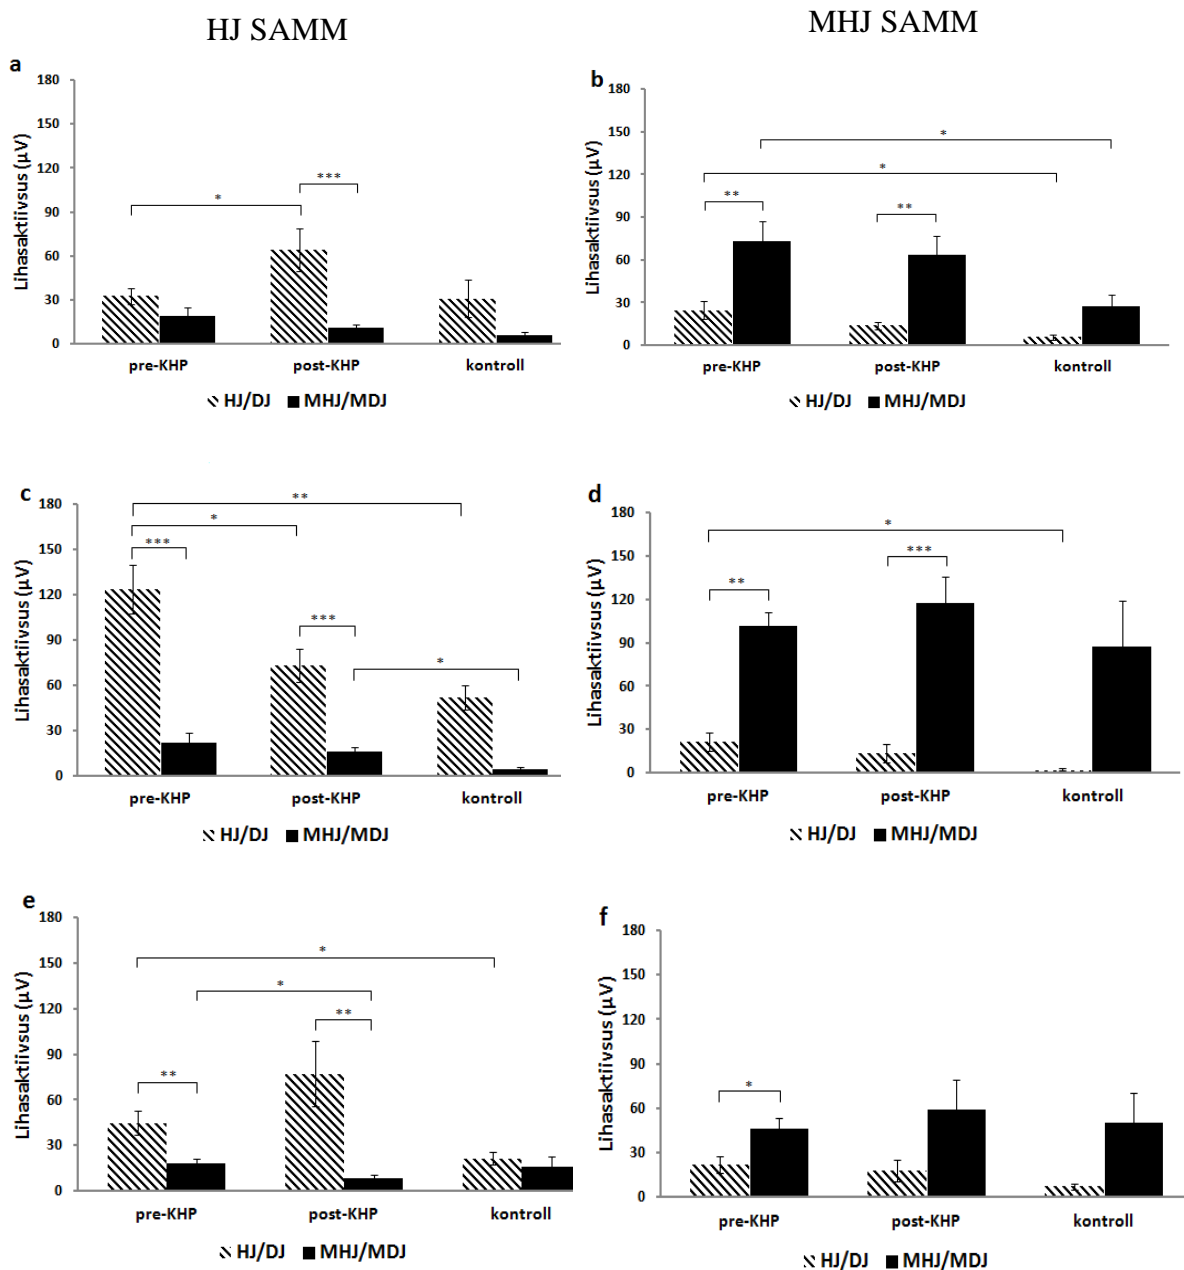 HJ SAMM
MHJ SAMM
a
180
150
120
90
60
30
0
Lihasaktiivsus (µV)
*
***
pre-KHP
post-KHP
kontroll
HJ/DJ
MHJ/MDJ
b
180
150
120
90
60
30
0
Lihasaktiivsus (µV)
*
*
**
**
pre-KHP
post-KHP
kontroll
HJ/DJ
MHJ/MDJ
c
180
150
120
90
60
30
0
Lihasaktiivsus (µV)
**
*
***
***
*
pre-KHP
post-KHP
kontroll
HJ/DJ
MHJ/MDJ
d
180
150
120
90
60
30
0
Lihasaktiivsus (µV)
*
***
**
pre-KHP
post-KHP
kontroll
HJ/DJ
MHJ/MDJ
e
180
150
120
90
60
30
0
Lihasaktiivsus (µV)
*
*
**
**
pre-KHP
post-KHP
kontroll
HJ/DJ
MHJ/MDJ
f
180
150
120
90
60
30
0
Lihasaktiivsus (µV)
*
pre-KHP
post-KHP
kontroll
HJ/DJ
MHJ/MDJ